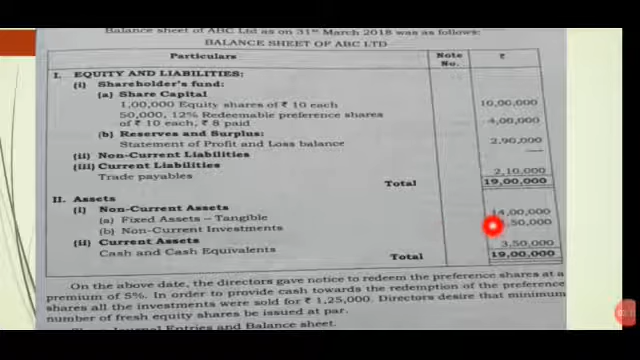 Balance sheet of ABC Ltd as on 31st March 2018 was as follows:
BALANCE SHEET OF ABC LTD
Particulars Note No. ₹
I. EQUITY AND LIABILITIES:
(i) Shareholder's fund:
(a) Share Capital
1,00,000 Equity shares of ₹ 10 each 10,00,000
50,000, 12% Redeemable preference shares
of ₹ 10 each, ₹ 8 paid 4,00,000
(b) Reserves and Surplus:
Statement of Profit and Loss balance 2,90,000
(ii) Non-Current Liabilities —
(iii) Current Liabilities
Trade payables 2,10,000
Total 19,00,000
II. Assets
(i) Non-Current Assets
(a) Fixed Assets – Tangible 14,00,000
(b) Non-Current Investments ,50,000
(ii) Current Assets
Cash and Cash Equivalents 3,50,000
Total 19,00,000
On the above date, the directors gave notice to redeem the preference shares at a
premium of 5%. In order to provide cash towards the redemption of the preference
shares all the investments were sold for ₹ 1,25,000. Directors desire that minimum
number of fresh equity shares be issued at par.
Journal Entries and Balance sheet.